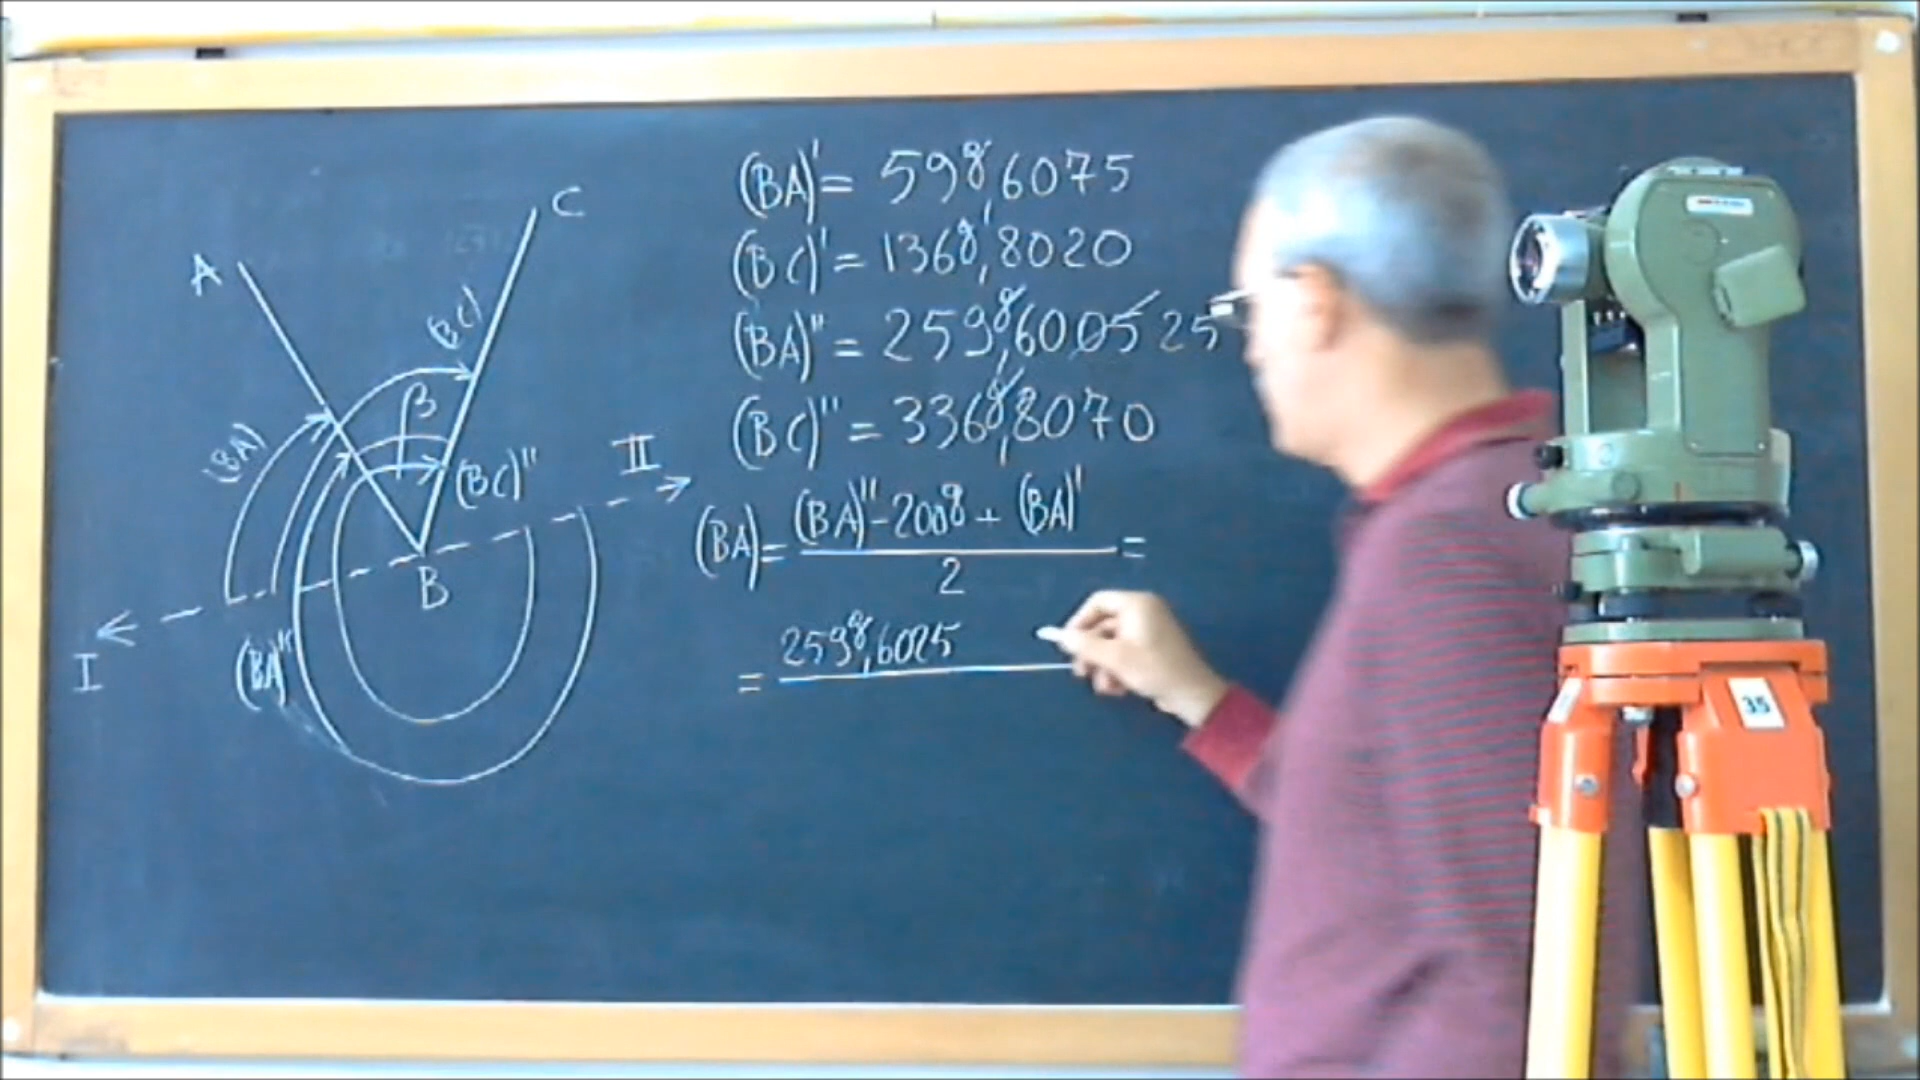 A
C
(BC)
β
(BA)
(BC)"
II
B
I
(BA)"
(BA)' = 59ᵍ,6075
(BC)' = 136ᵍ,8020
(BA)" = 259ᵍ,6005 25
(BC)" = 336ᵍ,8070
(BA) = (BA)" - 200ᵍ + (BA)' / 2 =
= 259ᵍ,6025
35